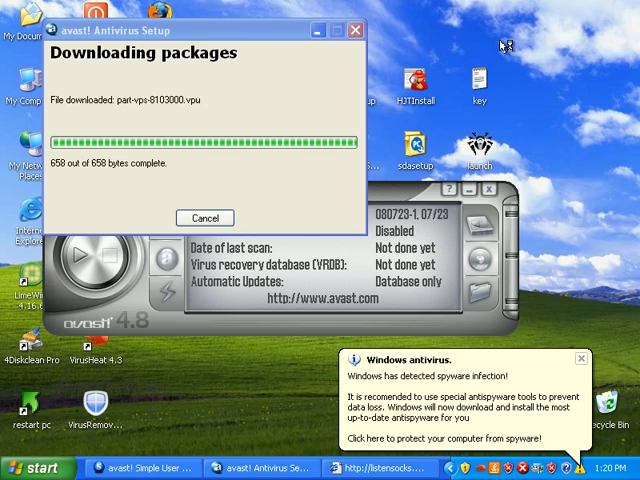 My Docum...
avast! Antivirus Setup
Downloading packages
File downloaded: part-vps-8103000.vpu
658 out of 658 bytes complete.
Cancel
My Comp...
My Netw...
Places
Intern...
Explore...
LimeWi...
4.16.6
4Diskclean Pro
VirusHeat 4.3
restart pc
VirusRemov...
HJTInstall
key
sdasetup
launch
080723-1, 07/23
Disabled
Date of last scan:
Not done yet
Virus recovery database (VRDB):
Not done yet
Automatic Updates:
Database only
http://www.avast.com
avast! 4.8
Windows antivirus.
Windows has detected spyware infection!
It is recomended to use special antispyware tools to prevent
data loss. Windows will now download and install the most
up-to-date antispyware for you
Click here to protect your computer from spyware!
ecycle Bin
start
avast! Simple User ...
avast! Antivirus Se...
http://listensocks....
1:20 PM